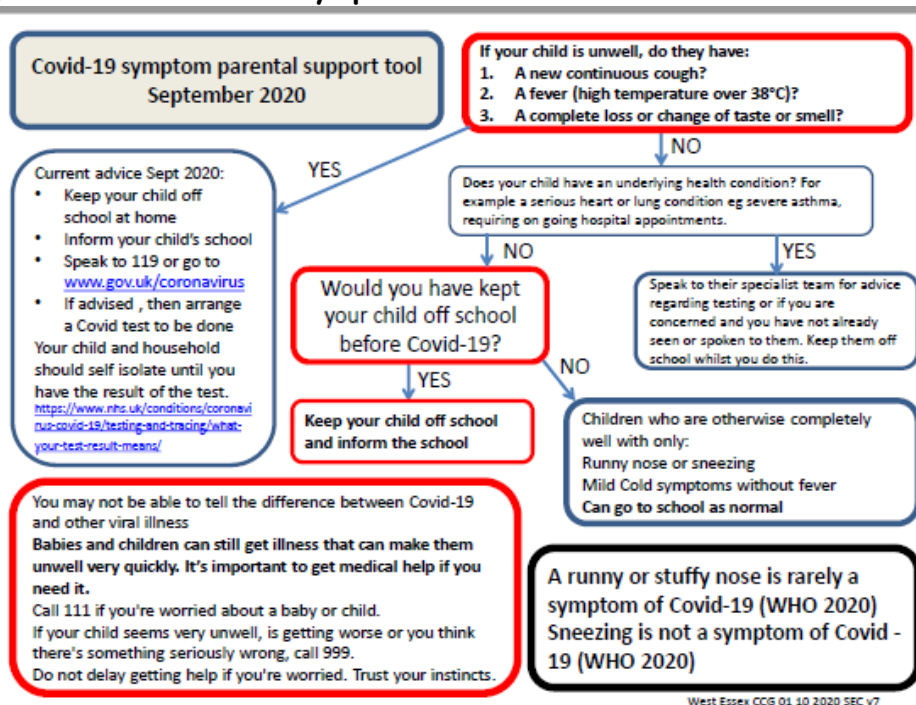 Covid-19 symptom parental support tool
September 2020
If your child is unwell, do they have:
1. A new continuous cough?
2. A fever (high temperature over 38°C)?
3. A complete loss or change of taste or smell?
YES
NO
Current advice Sept 2020:
• Keep your child off
school at home
• Inform your child's school
• Speak to 119 or go to
www.gov.uk/coronavirus
• If advised , then arrange
a Covid test to be done
Your child and household
should self isolate until you
have the result of the test.
https://www.nhs.uk/conditions/coronavi
rus-covid-19/testing-and-tracing/what-
your-test-result-means/
Does your child have an underlying health condition? For
example a serious heart or lung condition eg severe asthma,
requiring on going hospital appointments.
NO
YES
Would you have kept
your child off school
before Covid-19?
Speak to their specialist team for advice
regarding testing or if you are
concerned and you have not already
seen or spoken to them. Keep them off
school whilst you do this.
YES
NO
Keep your child off school
and inform the school
Children who are otherwise completely
well with only:
Runny nose or sneezing
Mild Cold symptoms without fever
Can go to school as normal
You may not be able to tell the difference between Covid-19
and other viral illness
Babies and children can still get illness that can make them
unwell very quickly. It's important to get medical help if you
need it.
Call 111 if you're worried about a baby or child.
If your child seems very unwell, is getting worse or you think
there's something seriously wrong, call 999.
Do not delay getting help if you're worried. Trust your instincts.
A runny or stuffy nose is rarely a
symptom of Covid-19 (WHO 2020)
Sneezing is not a symptom of Covid -
19 (WHO 2020)
West Essex CCG 01 10 2020 SEC v7